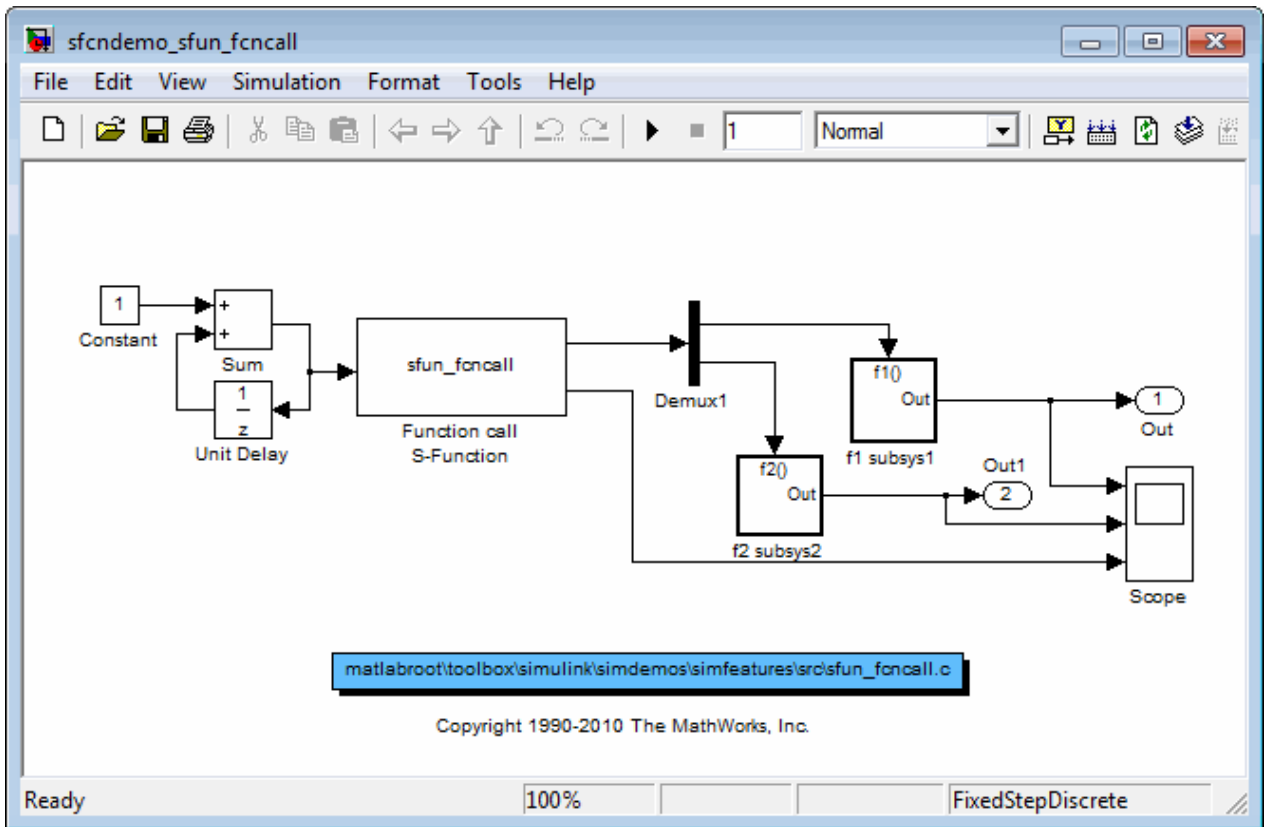 sfcndemo_sfun_fcncall
File Edit View Simulation Format Tools Help
1 Normal
1
Constant
+
+
Sum
1
z
Unit Delay
sfun_fcncall
Function call
S-Function
Demux1
f1()
Out
f1 subsys1
1
Out
f2()
Out
f2 subsys2
Out1
2
Scope
matlabroot\toolbox\simulink\simdemos\simfeatures\src\sfun_fcncall.c
Copyright 1990-2010 The MathWorks, Inc.
Ready 100% FixedStepDiscrete